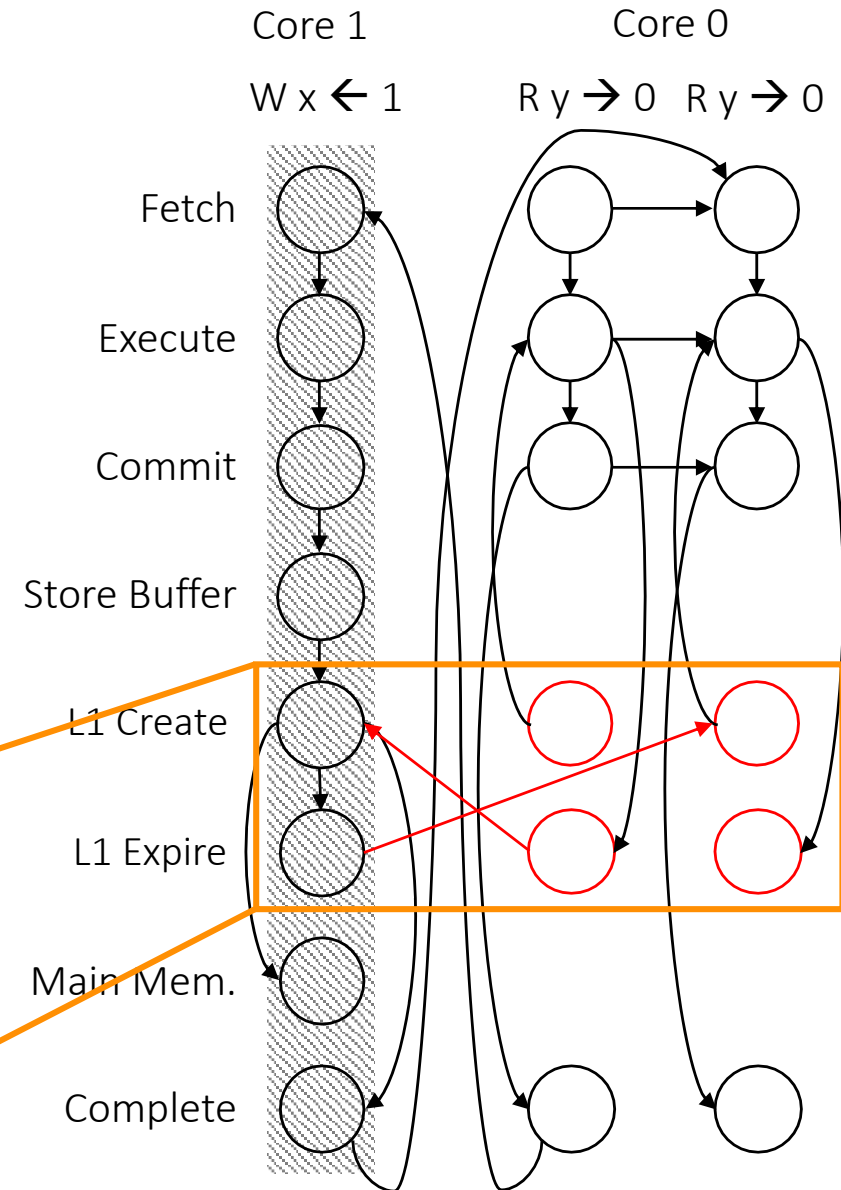 Core 1 Core 0
W x ← 1 R y → 0 R y → 0
Fetch
Execute
Commit
Store Buffer
L1 Create
L1 Expire
Main Mem.
Complete